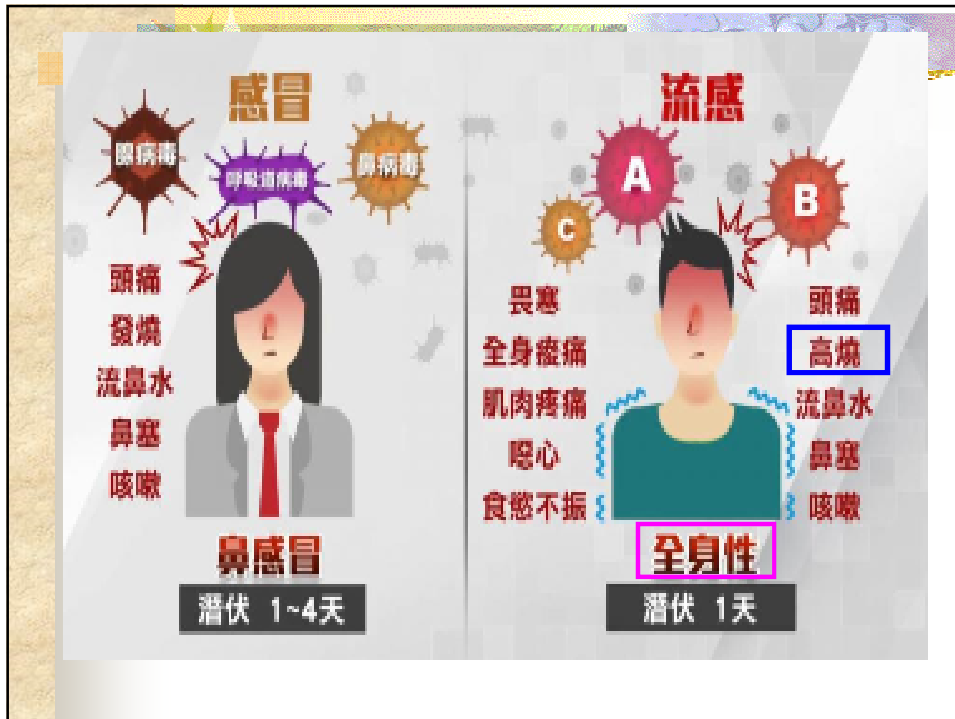 感冒
腺病毒
呼吸道病毒
鼻病毒
頭痛
發燒
流鼻水
鼻塞
咳嗽
鼻感冒
潛伏 1~4天
流感
C
A
B
畏寒
全身痠痛
肌肉疼痛
噁心
食慾不振
頭痛
高燒
流鼻水
鼻塞
咳嗽
全身性
潛伏 1天